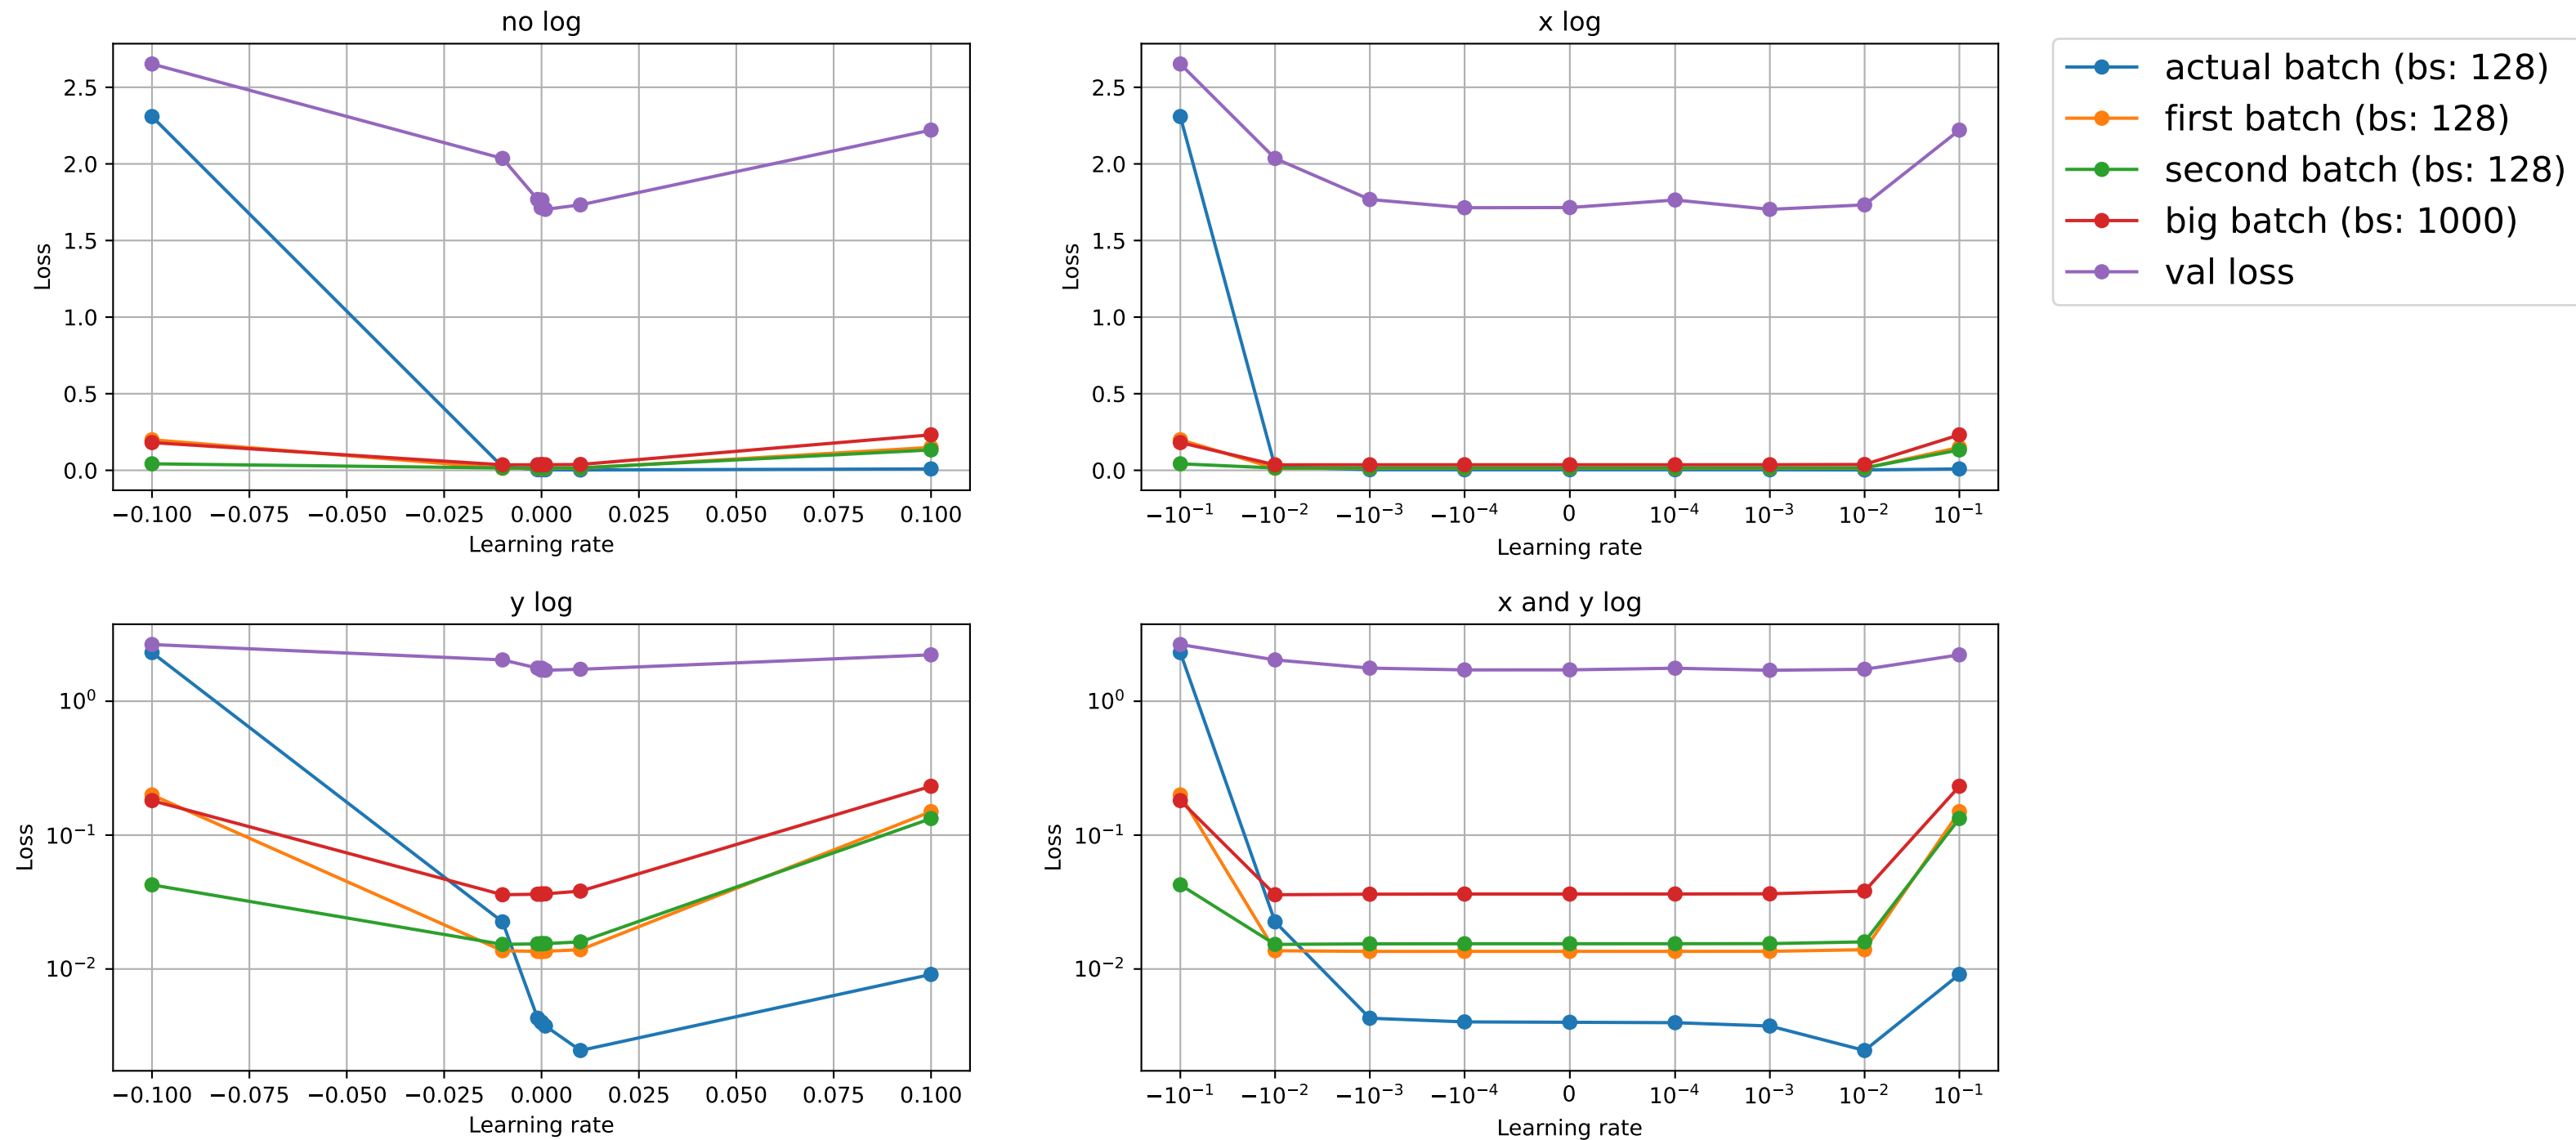 no log
2.5
2.0
1.5
1.0
0.5
0.0
Loss
−0.100 −0.075 −0.050 −0.025 0.000 0.025 0.050 0.075 0.100
Learning rate
x log
2.5
2.0
1.5
1.0
0.5
0.0
Loss
−10⁻¹ −10⁻² −10⁻³ −10⁻⁴ 0 10⁻⁴ 10⁻³ 10⁻² 10⁻¹
Learning rate
actual batch (bs: 128)
first batch (bs: 128)
second batch (bs: 128)
big batch (bs: 1000)
val loss
y log
10⁰
10⁻¹
10⁻²
Loss
−0.100 −0.075 −0.050 −0.025 0.000 0.025 0.050 0.075 0.100
Learning rate
x and y log
10⁰
10⁻¹
10⁻²
Loss
−10⁻¹ −10⁻² −10⁻³ −10⁻⁴ 0 10⁻⁴ 10⁻³ 10⁻² 10⁻¹
Learning rate